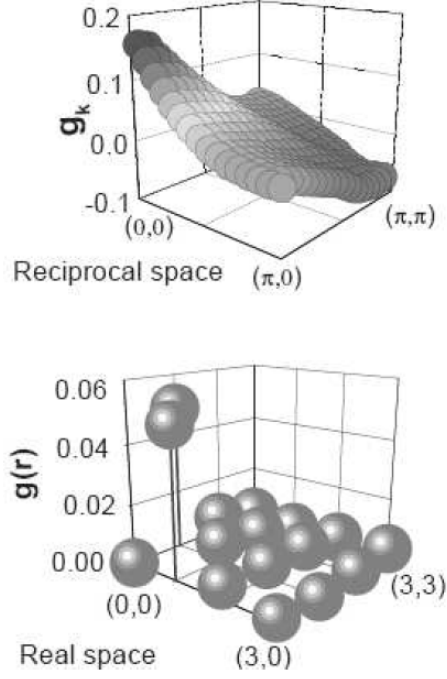 0.2
0.1
0.0
-0.1
g_k
(0,0)
(π,0)
(π,π)
Reciprocal space
0.06
0.04
0.02
0.00
g(r)
(0,0)
(3,0)
(3,3)
Real space